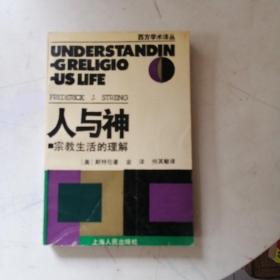 西方学术译丛
UNDERSTANDIN
-G RELIGIO
-US LIFE
FREDERICK J. STRENG
人与神
■宗教生活的理解
〔美〕斯特伦著 金泽 何其敏译
上海人民出版社